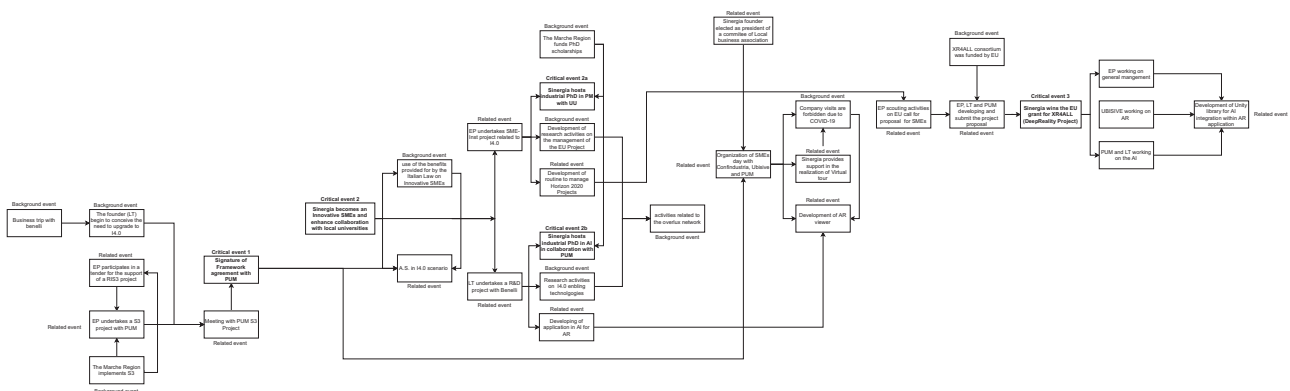 Background event
Business trip with
benelli
Background event
The founder (LT)
begin to conceive the
need to upgrade to I4.0
Related event
EP participates in a
tender for the support
of a RIS3 project
Related event
EP undertakes a S3
project with PUM
The Marche Region
implements S3
Background event
Critical event 1
Signature of
Framework
agreement with
PUM
Meeting with PUM S3
Project
Related event
Critical event 2
Sinergia becomes an
Innovative SMEs and
enhance collaboration
with local universities
Background event
use of the benefits
provided for by the
Italian Law on
Innovative SMEs
A.S. in I4.0 scenario
Related event
Related event
EP undertakes SME-
Inst project related to I4.0
LT undertakes a R&D
project with Benelli
Related event
Background event
The Marche Region
funds PhD
scholarships
Critical event 2a
Sinergia hosts
industrial PhD in PM
with UU
Background event
Development of
research activities on
the management of the
EU Project
Related event
Development of
routine to manage
Horizon 2020
Projects
Critical event 2b
Sinergia hosts
industrial PhD in AI
in collaboration with
PUM
Background event
Research activities
on I4.0 enbling
technologies
Related event
Developing of
application in AI for
AR
activities related to
the overlux network
Background event
Related event
Sinergia founder
elected as president of
a commitee of Local
business association
Related event
Organization of SMEs
day with
Confindustria, Ubisive
and PUM
Background event
Company visits are
forbidden due to
COVID-19
Related event
Sinergia provides
support in the
realization of Virtual
tour
Related event
Development of AR
viewer
EP scouting activities
on EU call for
proposal for SMEs
Related event
Background event
XR4ALL consortium
was funded by EU
EP, LT and PUM
developing and
submit the project
proposal
Related event
Critical event 3
Sinergia wins the EU
grant for XR4ALL
(DeepReality Project)
EP working on
general mangement
UBISIVE working on
AR
PUM and LT working
on the AI
Development of Unity
library for AI
integration within AR
application
Related event